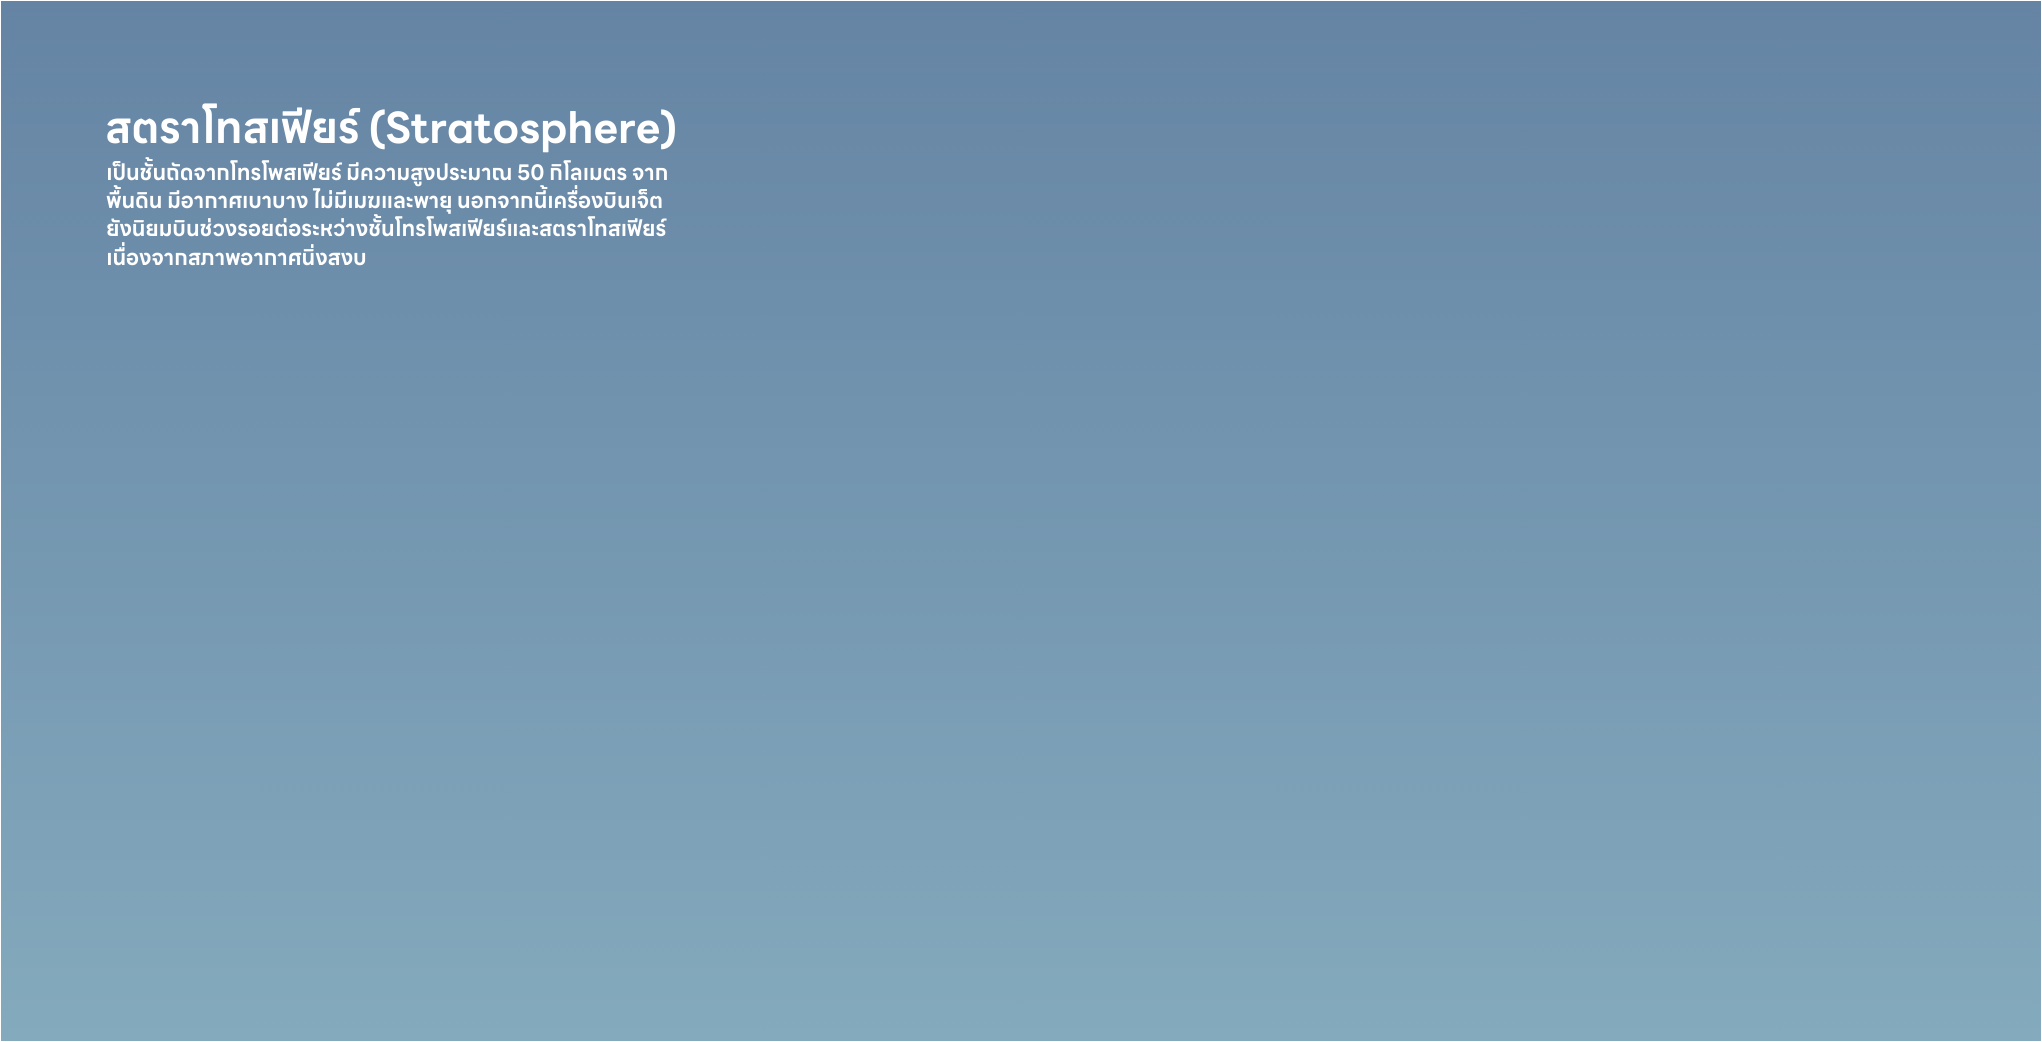 สตราโทสเฟียร์ (Stratosphere)
เป็นชั้นถัดจากโทรโพสเฟียร์ มีความสูงประมาณ 50 กิโลเมตร จาก
พื้นดิน มีอากาศเบาบาง ไม่มีเมฆและพายุ นอกจากนี้เครื่องบินเจ็ต
ยังนิยมบินช่วงรอยต่อระหว่างชั้นโทรโพสเฟียร์และสตราโทสเฟียร์
เนื่องจากสภาพอากาศนิ่งสงบ